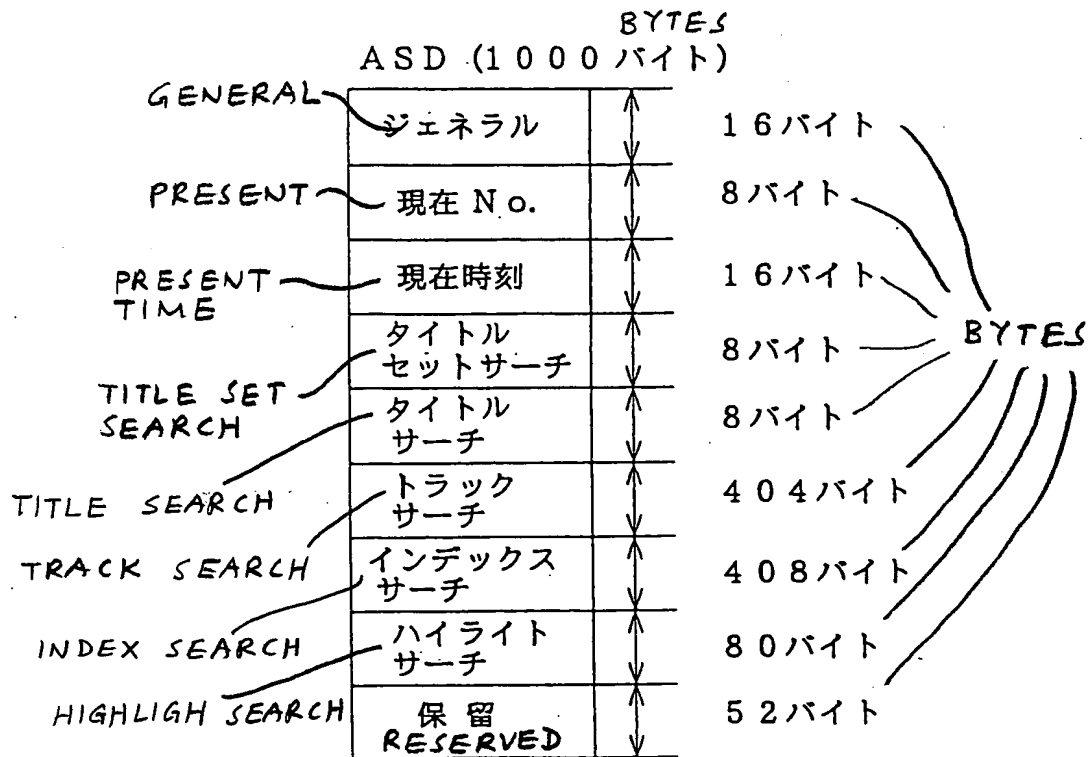 BYTES
ASD (1000 バイト)
GENERAL
ジェネラル
16バイト
PRESENT
現在 No.
8バイト
PRESENT
TIME
現在時刻
16バイト
BYTES
TITLE SET
SEARCH
タイトル
セットサーチ
8バイト
TITLE SEARCH
タイトル
サーチ
8バイト
TRACK SEARCH
トラック
サーチ
404バイト
INDEX SEARCH
インデックス
サーチ
408バイト
HIGHLIGH SEARCH
ハイライト
サーチ
80バイト
保留
RESERVED
52バイト